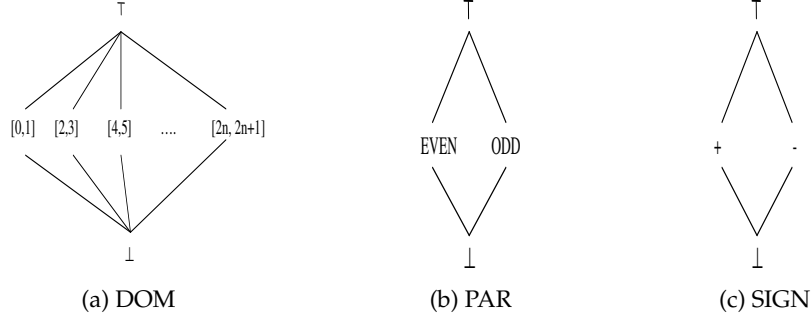 ⊤ ⊤ ⊤
[0,1] [2,3] [4,5] .... [2n, 2n+1] EVEN ODD + -
⊥ ⊥ ⊥
(a) DOM (b) PAR (c) SIGN